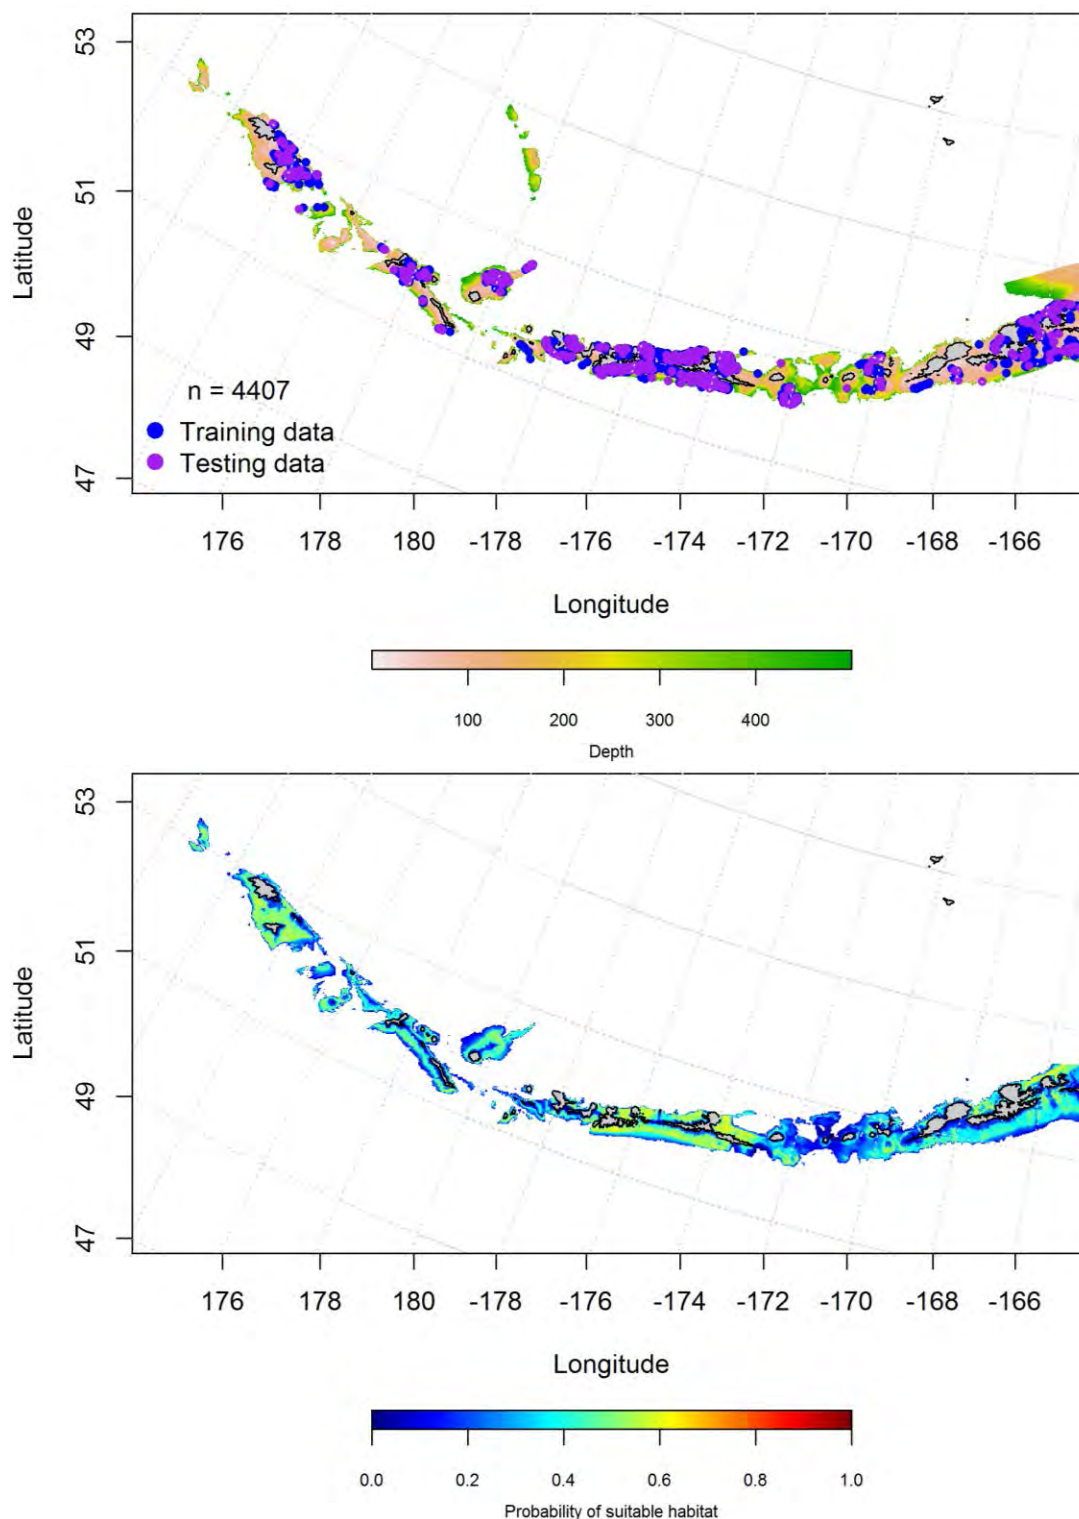 53
51
49
47
Latitude
n = 4407
Training data
Testing data
176 178 180 -178 -176 -174 -172 -170 -168 -166
Longitude
100 200 300 400
Depth
53
51
49
47
Latitude
176 178 180 -178 -176 -174 -172 -170 -168 -166
Longitude
0.0 0.2 0.4 0.6 0.8 1.0
Probability of suitable habitat